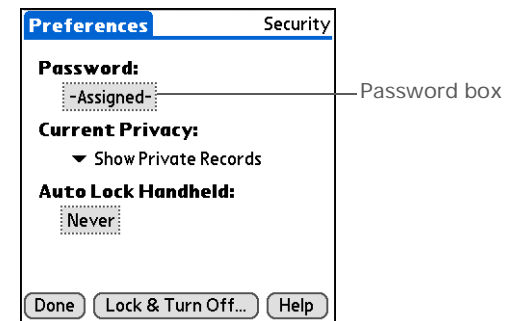 Preferences Security
Password:
-Assigned- Password box
Current Privacy:
Show Private Records
Auto Lock Handheld:
Never
Done Lock & Turn Off... Help